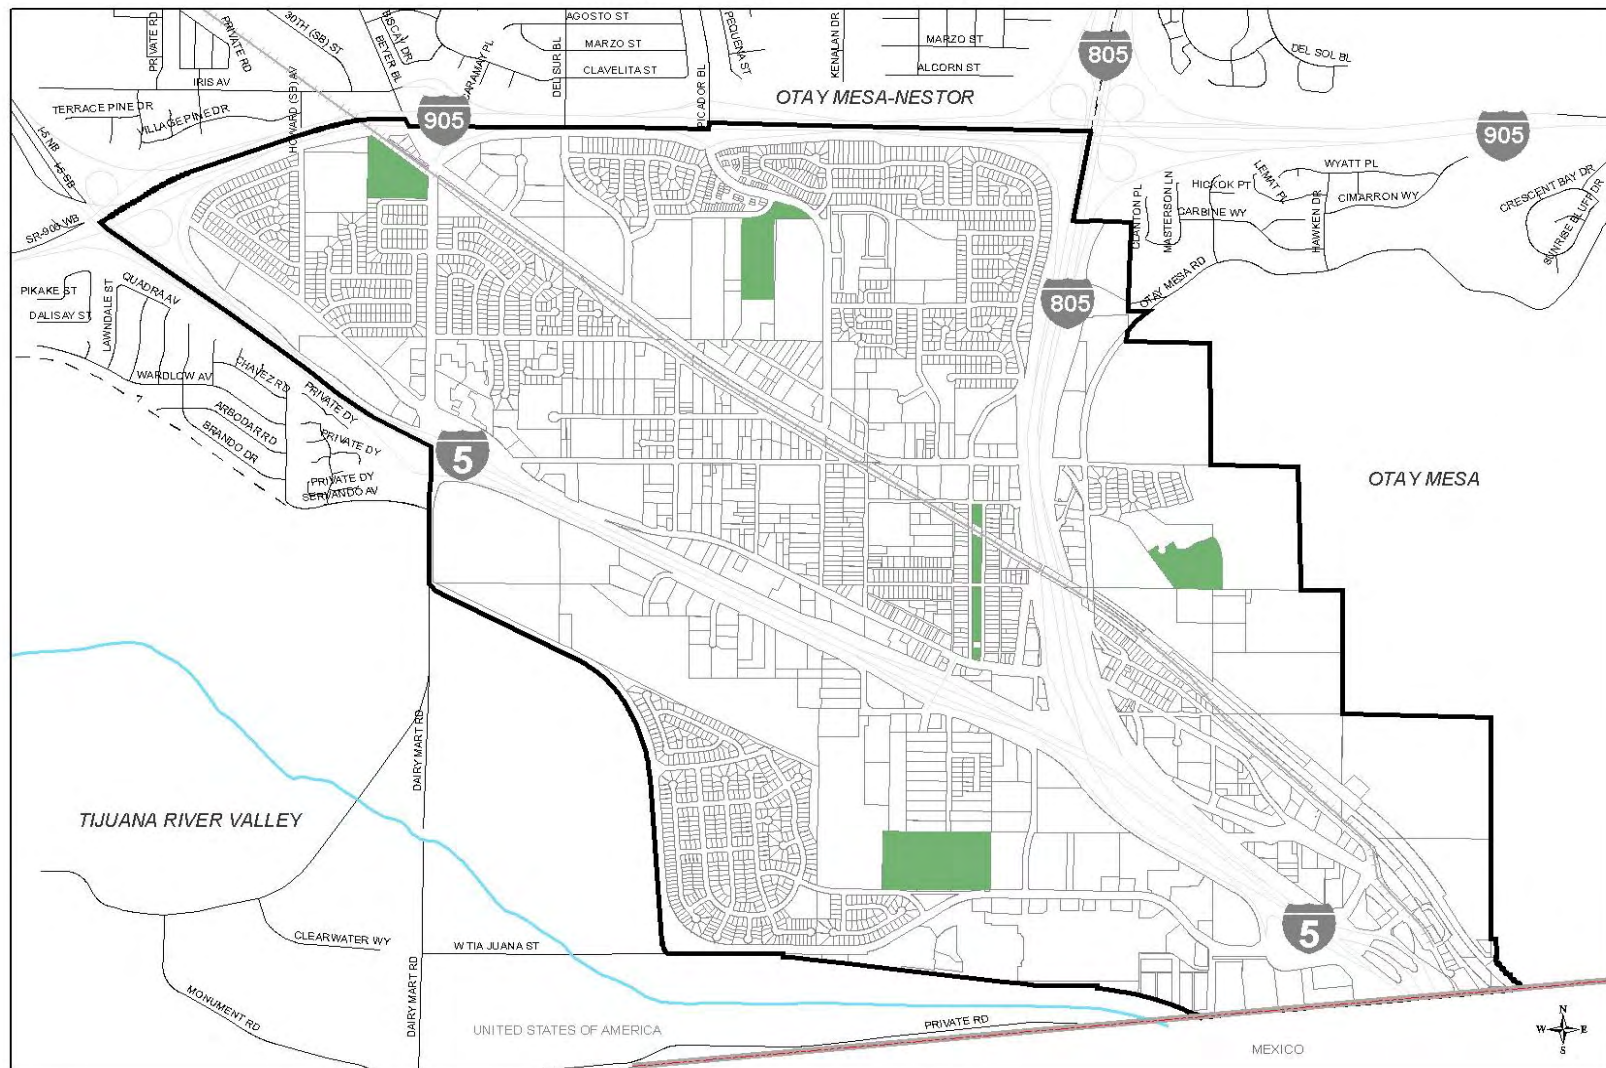 PRIVATE RD
PRIVATE RD
30TH (SB) ST
BISCAY DR
BEYER BL
CARAMAY PL
AGOSTO ST
MARZO ST
CLAVELITA ST
DEL SUR BL
PICADOR BL
PEQUENA ST
KENALAN DR
MARZO ST
ALCORN ST
805
DEL SOL BL
IRIS AV
HOWARD (SB) AV
TERRACE PINE DR
VILLAGE PINE DR
OTAY MESA-NESTOR
905
905
I-5 NB
I-5 SB
SR-905 WB
WYATT PL
LEMAT PL
HICKOK PT
CIMARRON WY
CRESCENT BAY DR
SUNRISE BLUFF DR
CLANTON PL
MASTERSON LN
CARBINE WY
HAWKEN DR
OTAY MESA RD
805
PIKAKE ST
DALISAY ST
LAWNDALE ST
QUADRA AV
WARDLOW AV
CHAVEZ RD
PRIVATE DY
ARBODAR RD
BRANDO DR
PRIVATE DY
PRIVATE DY
SERVANDO AV
5
OTAY MESA
DAIRY MART RD
TIJUANA RIVER VALLEY
CLEARWATER WY
W TIA JUANA ST
5
DAIRY MART RD
MONUMENT RD
UNITED STATES OF AMERICA
PRIVATE RD
MEXICO
N
W E
S